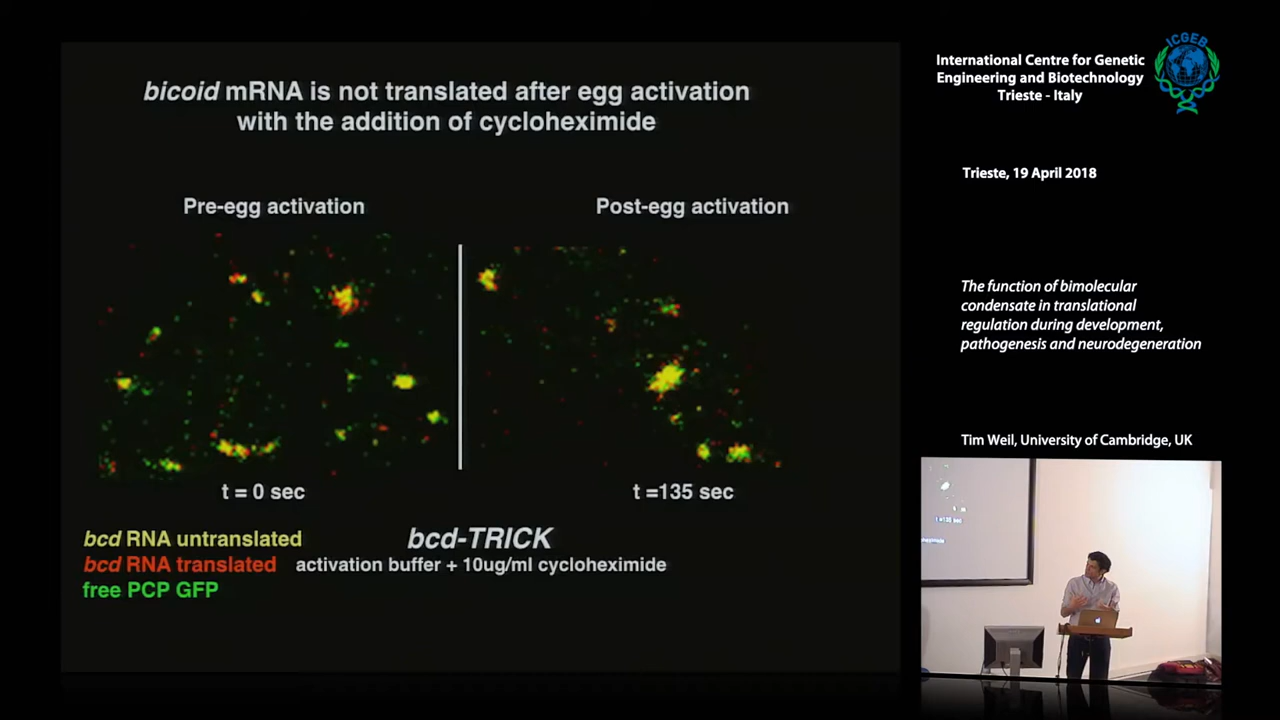 bicoid mRNA is not translated after egg activation
with the addition of cycloheximide
Pre-egg activation
Post-egg activation
t = 0 sec
t =135 sec
bcd RNA untranslated
bcd RNA translated
free PCP GFP
bcd-TRICK
activation buffer + 10ug/ml cycloheximide
International Centre for Genetic
Engineering and Biotechnology
Trieste - Italy
ICGEB
Trieste, 19 April 2018
The function of bimolecular
condensate in translational
regulation during development,
pathogenesis and neurodegeneration
Tim Weil, University of Cambridge, UK
t =135 sec